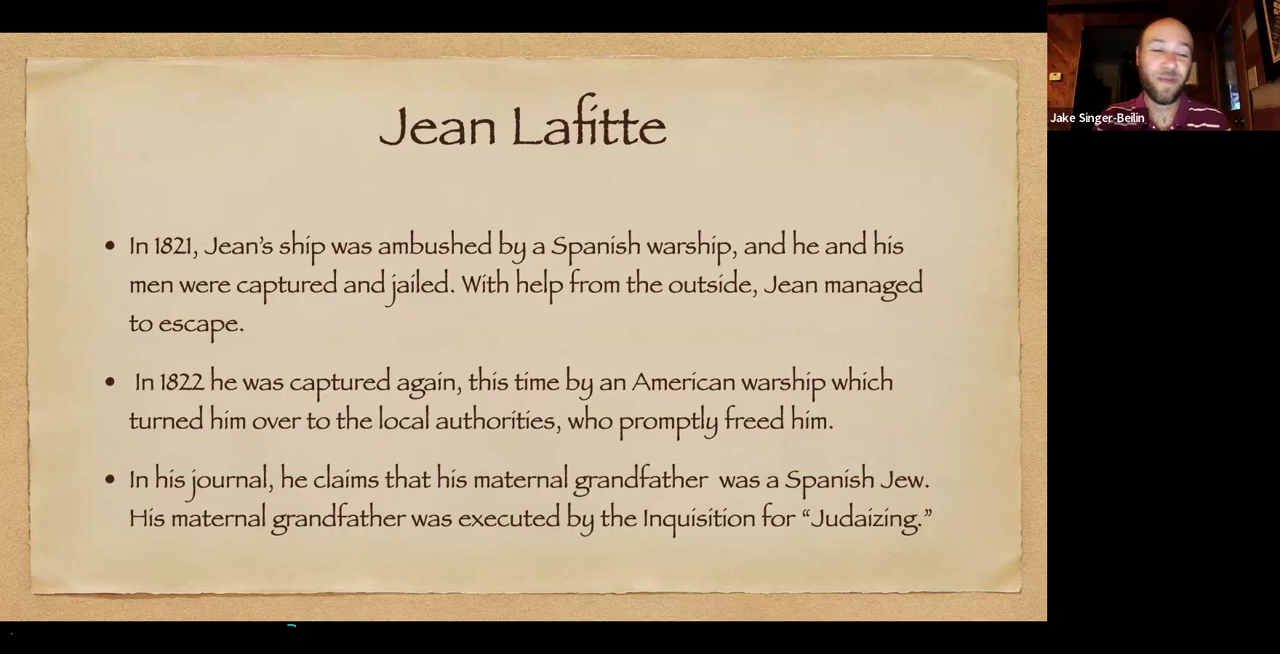 Jean Lafitte
• In 1821, Jean's ship was ambushed by a Spanish warship, and he and his
men were captured and jailed. With help from the outside, Jean managed
to escape.
• In 1822 he was captured again, this time by an American warship which
turned him over to the local authorities, who promptly freed him.
• In his journal, he claims that his maternal grandfather was a Spanish Jew.
His maternal grandfather was executed by the Inquisition for “Judaizing.”
Jake Singer-Beilin